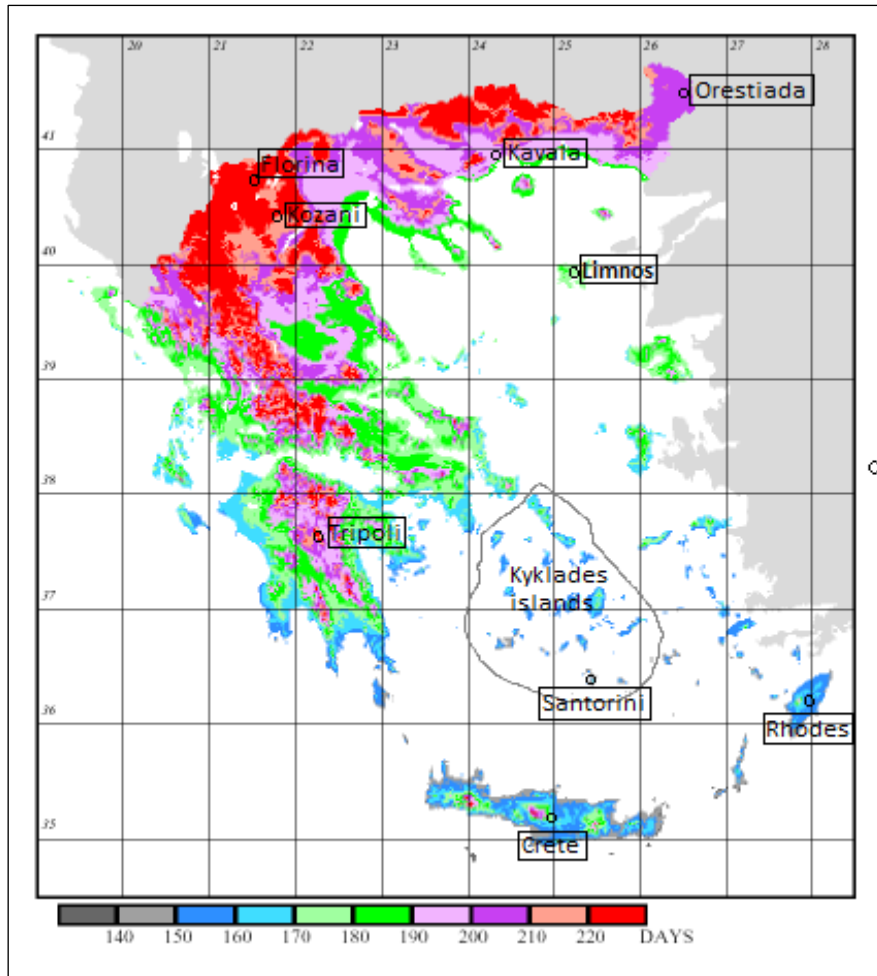 20 21 22 23 24 25 26 27 28
Orestiada
41
Kavala
Florina
Kozani
40
Limnos
39
38
Tripoli
Kyklades
islands
37
Santorini
36
Rhodes
35
Crete
140 150 160 170 180 190 200 210 220 DAYS